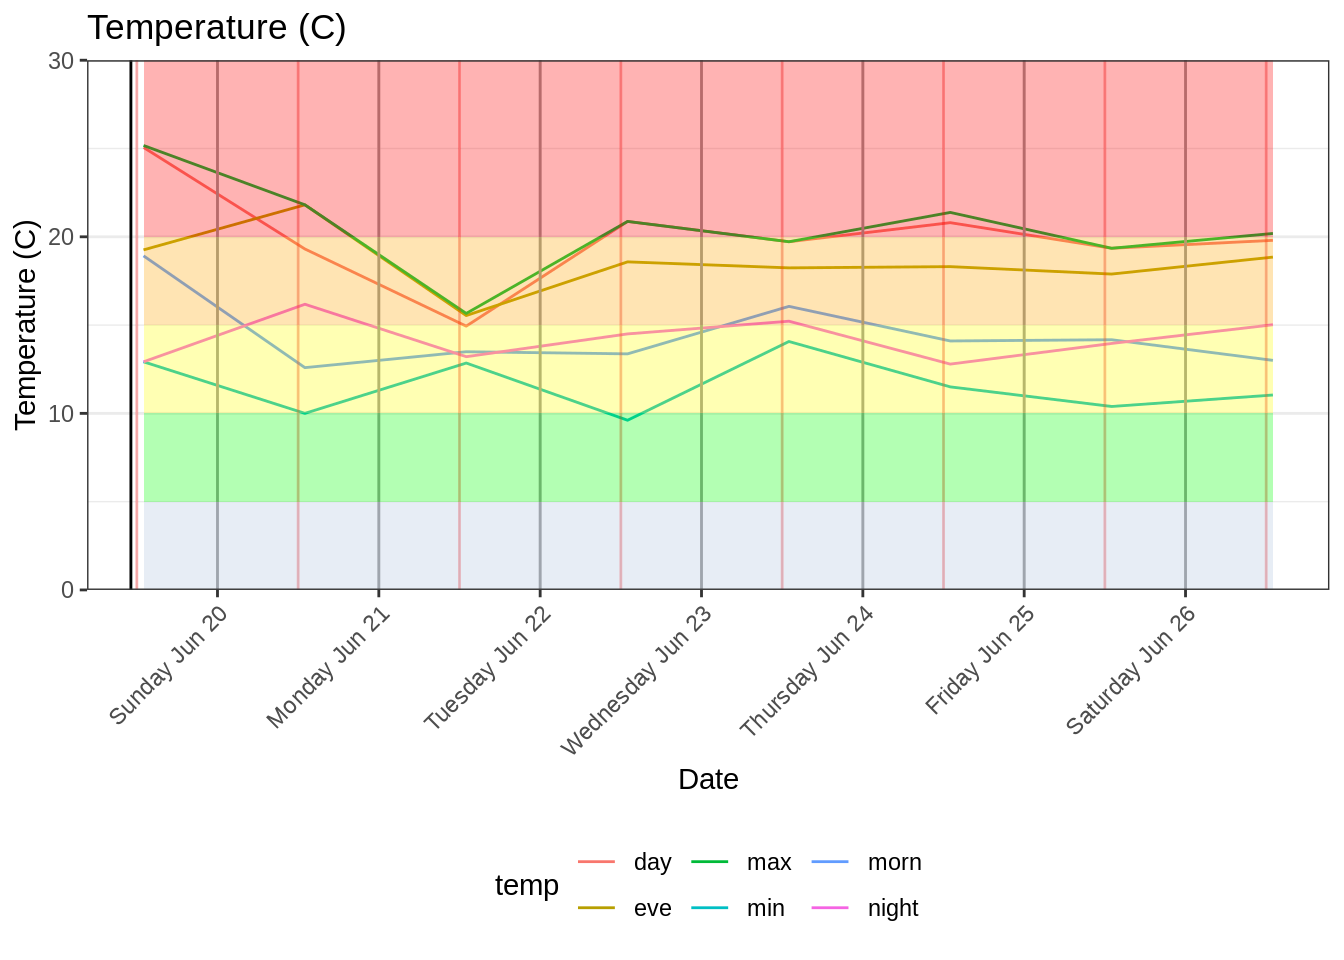 Temperature (C)
30
20
10
0
Temperature (C)
Sunday Jun 20
Monday Jun 21
Tuesday Jun 22
Wednesday Jun 23
Thursday Jun 24
Friday Jun 25
Saturday Jun 26
Date
temp
day
max
morn
eve
min
night